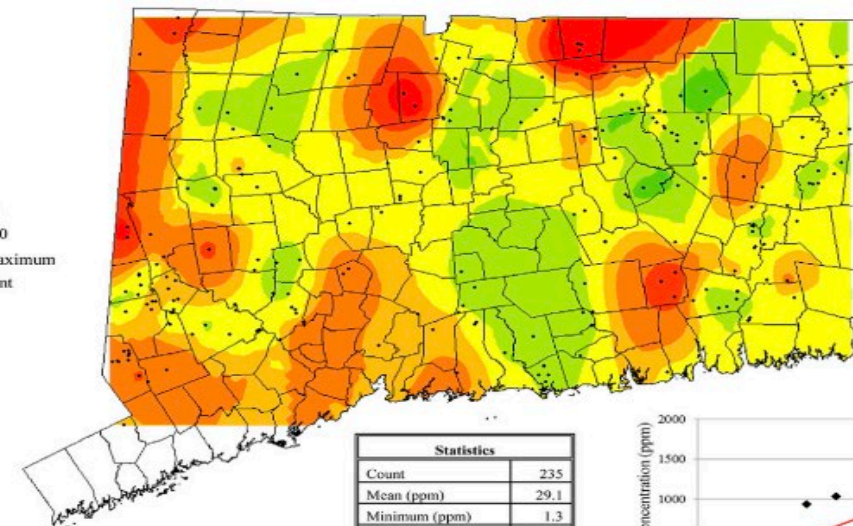 0
aximum
nt
Statistics
Count 235
Mean (ppm) 29.1
Minimum (ppm) 1.3
2000
1500
1000
oncentration (ppm)